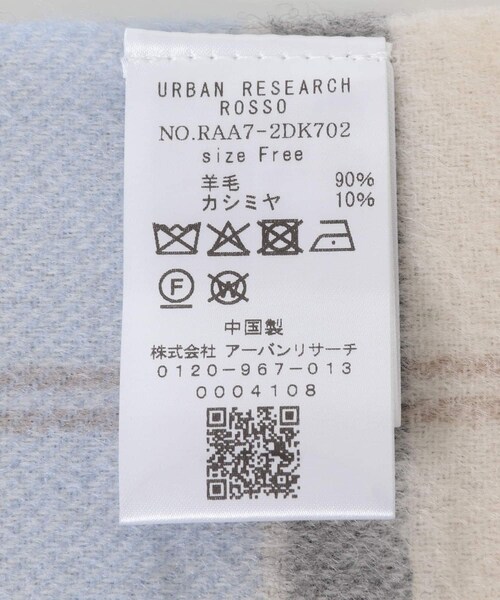 URBAN RESEARCH
ROSSO
NO.RAA7-2DK702
size Free
羊毛 90%
カシミヤ 10%
F W
中国製
株式会社 アーバンリサーチ
0120-967-013
0004108